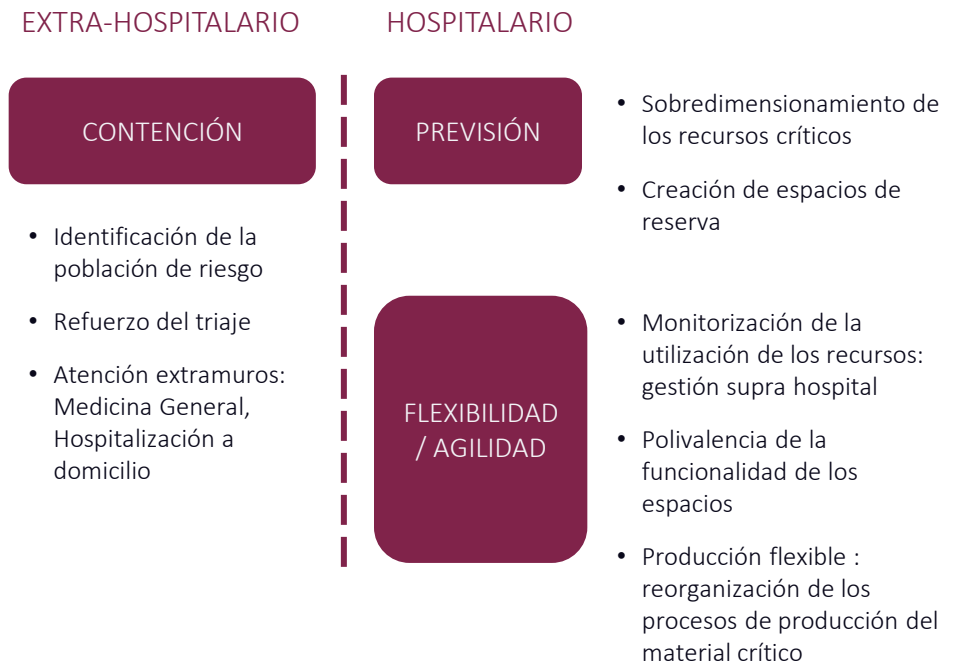 EXTRA-HOSPITALARIO
CONTENCIÓN
• Identificación de la
población de riesgo
• Refuerzo del triaje
• Atención extramuros:
Medicina General,
Hospitalización a
domicilio
HOSPITALARIO
PREVISIÓN
• Sobredimensionamiento de
los recursos críticos
• Creación de espacios de
reserva
FLEXIBILIDAD
/ AGILIDAD
• Monitorización de la
utilización de los recursos:
gestión supra hospital
• Polivalencia de la
funcionalidad de los
espacios
• Producción flexible :
reorganización de los
procesos de producción del
material crítico